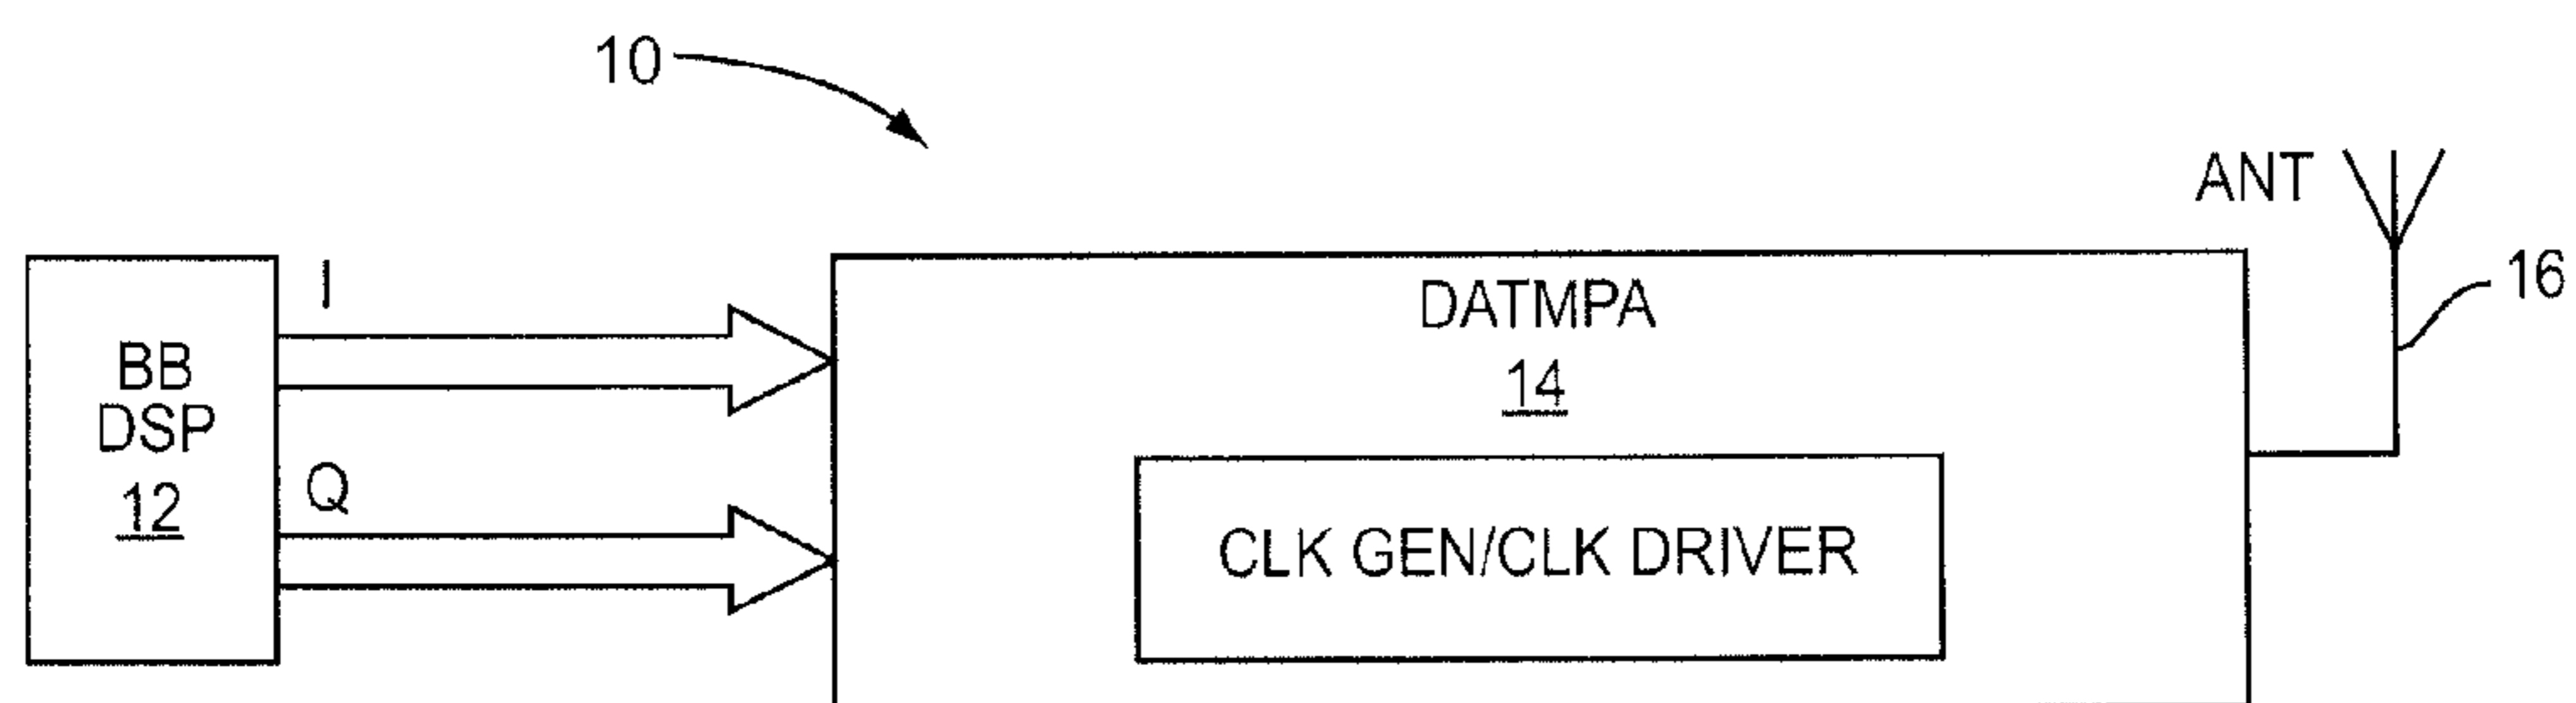 10
ANT
16
I
BB
DSP
12
Q
DATMPA
14
CLK GEN/CLK DRIVER